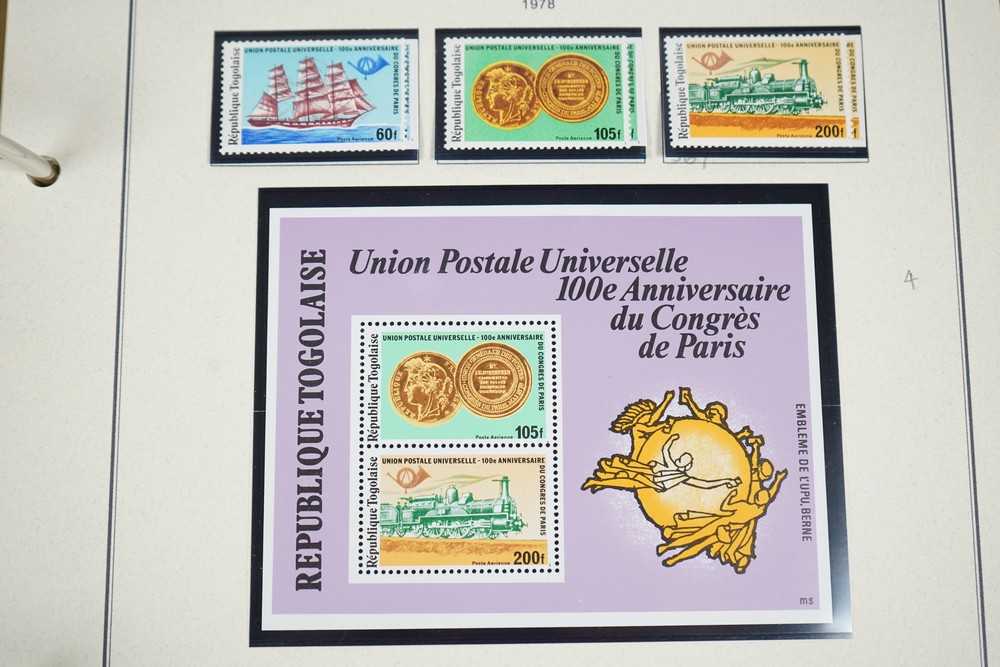 1978
République Togolaise
UNION POSTALE UNIVERSELLE - 100e ANNIVERSAIRE
DU CONGRES DE PARIS
Poste Aerienne
60f
République Togolaise
UNION POSTALE UNIVERSELLE - 100e ANNIVERSAIRE
DU CONGRES DE PARIS
Poste Aerienne
105f
République Togolaise
UNION POSTALE UNIVERSELLE - 100e ANNIVERSAIRE
DU CONGRES DE PARIS
Poste Aerienne
200f
4
REPUBLIQUE TOGOLAISE
Union Postale Universelle
100e Anniversaire
du Congrès
de Paris
République Togolaise
UNION POSTALE UNIVERSELLE - 100e ANNIVERSAIRE
DU CONGRES DE PARIS
Poste Aerienne
105f
République Togolaise
UNION POSTALE UNIVERSELLE - 100e ANNIVERSAIRE
DU CONGRES DE PARIS
Poste Aerienne
200f
EMBLEME DE L'UPU, BERNE
ms